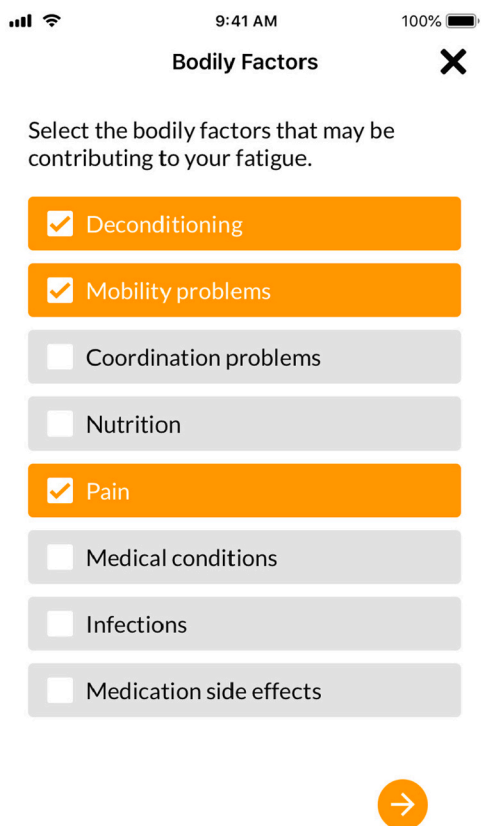 9:41 AM
100%
Bodily Factors
Select the bodily factors that may be
contributing to your fatigue.
Deconditioning
Mobility problems
Coordination problems
Nutrition
Pain
Medical conditions
Infections
Medication side effects